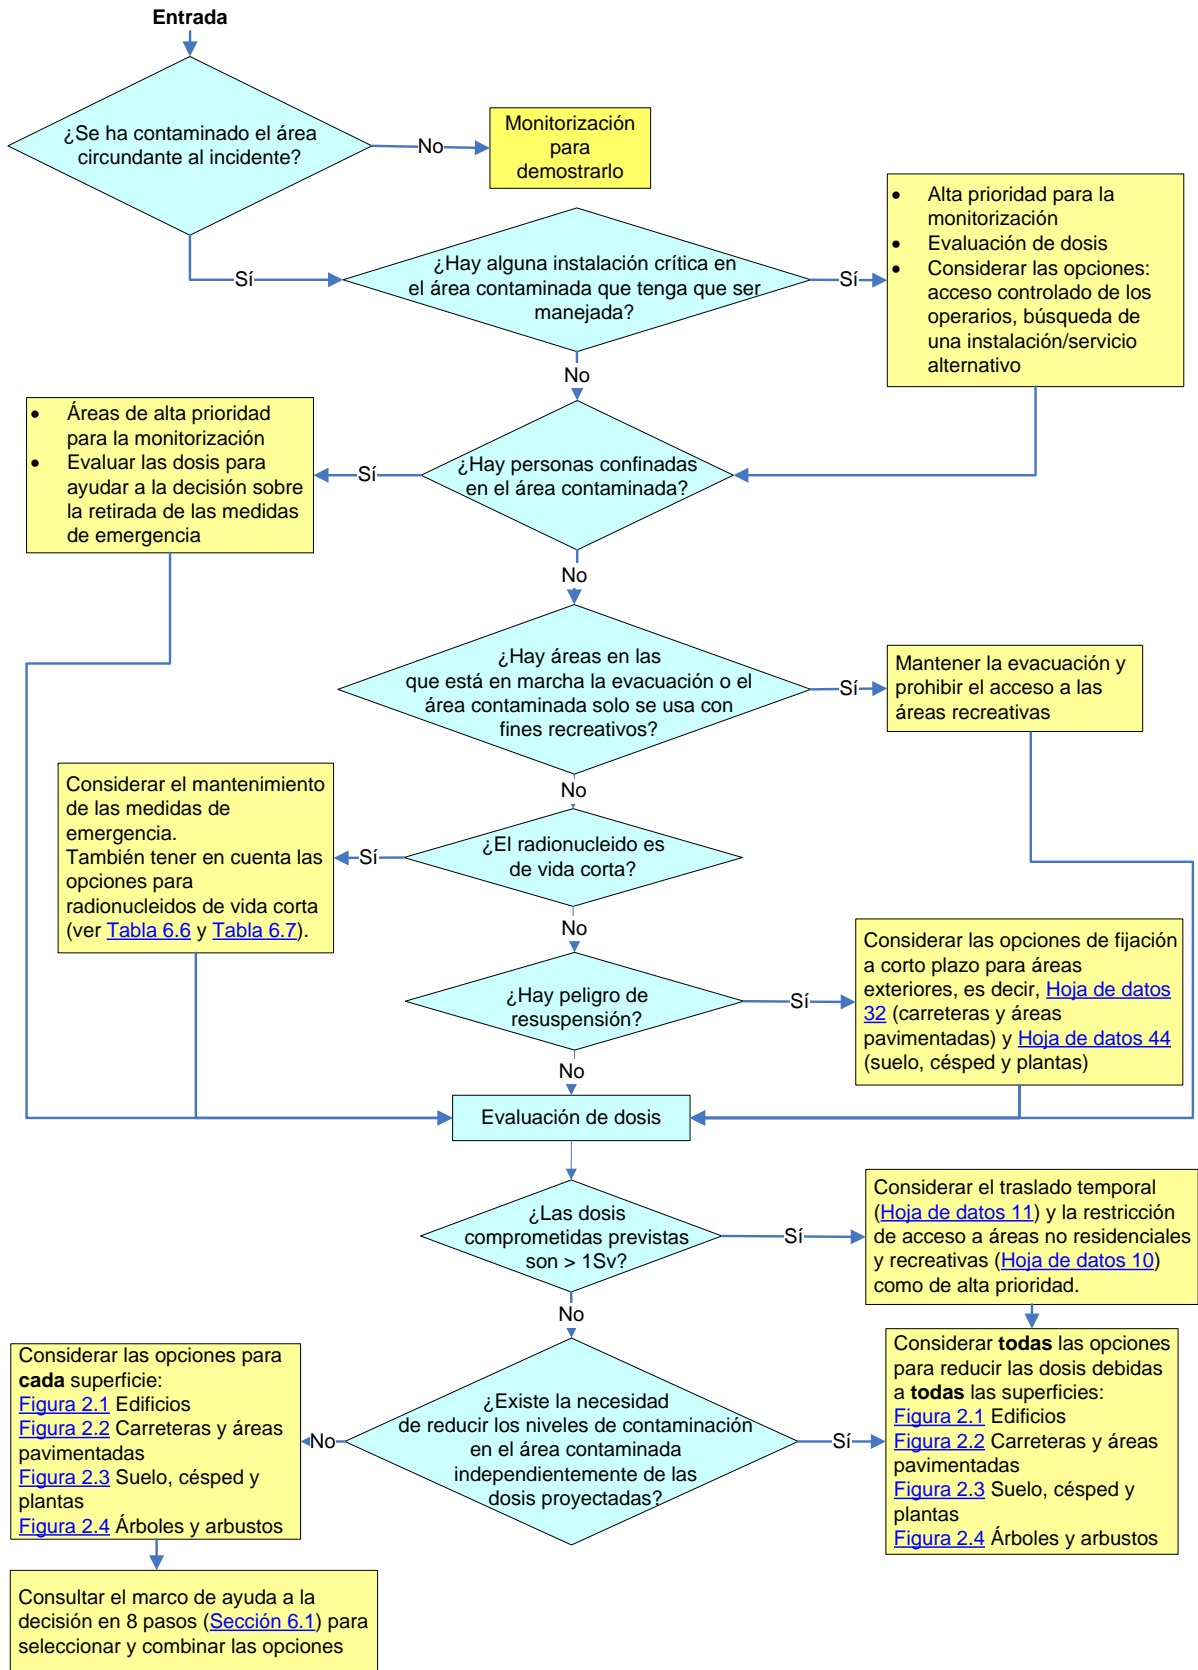 Entrada
¿Se ha contaminado el área
circundante al incidente?
No
Monitorización
para
demostrarlo
Sí
¿Hay alguna instalación crítica en
el área contaminada que tenga que ser
manejada?
Sí
• Alta prioridad para la
monitorización
• Evaluación de dosis
• Considerar las opciones:
acceso controlado de los
operarios, búsqueda de
una instalación/servicio
alternativo
No
¿Hay personas confinadas
en el área contaminada?
Sí
• Áreas de alta prioridad
para la monitorización
• Evaluar las dosis para
ayudar a la decisión sobre
la retirada de las medidas
de emergencia
No
¿Hay áreas en las
que está en marcha la evacuación o el
área contaminada solo se usa con
fines recreativos?
Sí
Mantener la evacuación y
prohibir el acceso a las
áreas recreativas
No
¿El radionucleido es
de vida corta?
Sí
Considerar el mantenimiento
de las medidas de
emergencia.
También tener en cuenta las
opciones para
radionucleidos de vida corta
(ver Tabla 6.6 y Tabla 6.7).
No
¿Hay peligro de
resuspensión?
Sí
Considerar las opciones de fijación
a corto plazo para áreas
exteriores, es decir, Hoja de datos
32 (carreteras y áreas
pavimentadas) y Hoja de datos 44
(suelo, césped y plantas)
No
Evaluación de dosis
¿Las dosis
comprometidas previstas
son > 1Sv?
Sí
Considerar el traslado temporal
(Hoja de datos 11) y la restricción
de acceso a áreas no residenciales
y recreativas (Hoja de datos 10)
como de alta prioridad.
No
¿Existe la necesidad
de reducir los niveles de contaminación
en el área contaminada
independientemente de las
dosis proyectadas?
Sí
Considerar todas las opciones
para reducir las dosis debidas
a todas las superficies:
Figura 2.1 Edificios
Figura 2.2 Carreteras y áreas
pavimentadas
Figura 2.3 Suelo, césped y
plantas
Figura 2.4 Árboles y arbustos
No
Considerar las opciones para
cada superficie:
Figura 2.1 Edificios
Figura 2.2 Carreteras y áreas
pavimentadas
Figura 2.3 Suelo, césped y
plantas
Figura 2.4 Árboles y arbustos
Consultar el marco de ayuda a la
decisión en 8 pasos (Sección 6.1) para
seleccionar y combinar las opciones